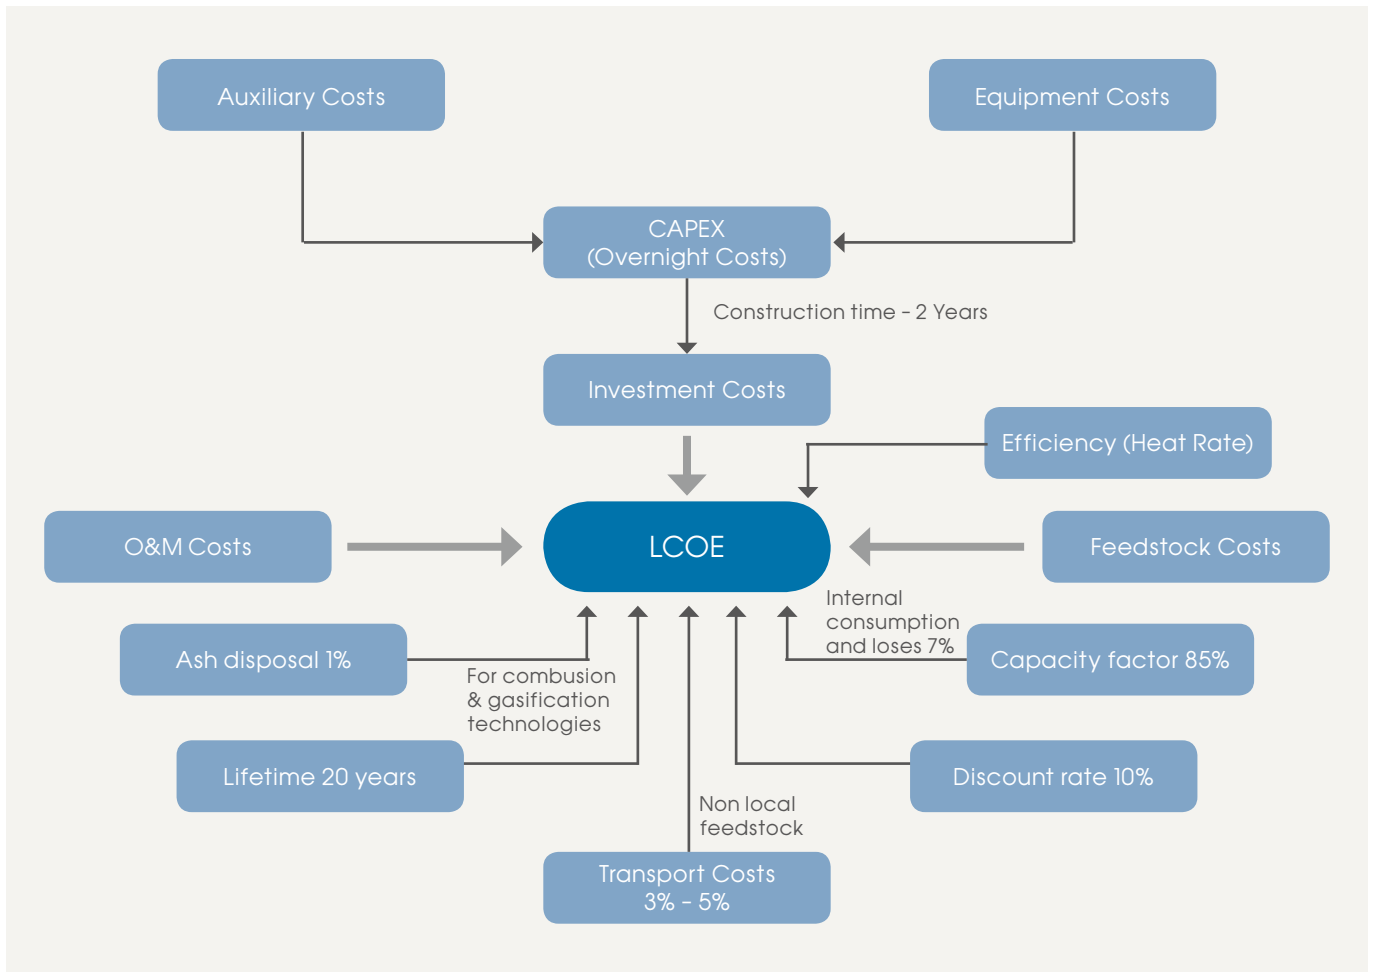 Auxiliary Costs
Equipment Costs
CAPEX
(Overnight Costs)
Construction time - 2 Years
Investment Costs
Efficiency (Heat Rate)
O&M Costs
LCOE
Feedstock Costs
Internal
consumption
and loses 7%
Ash disposal 1%
Capacity factor 85%
For combusion
& gasification
technologies
Lifetime 20 years
Discount rate 10%
Non local
feedstock
Transport Costs
3% - 5%